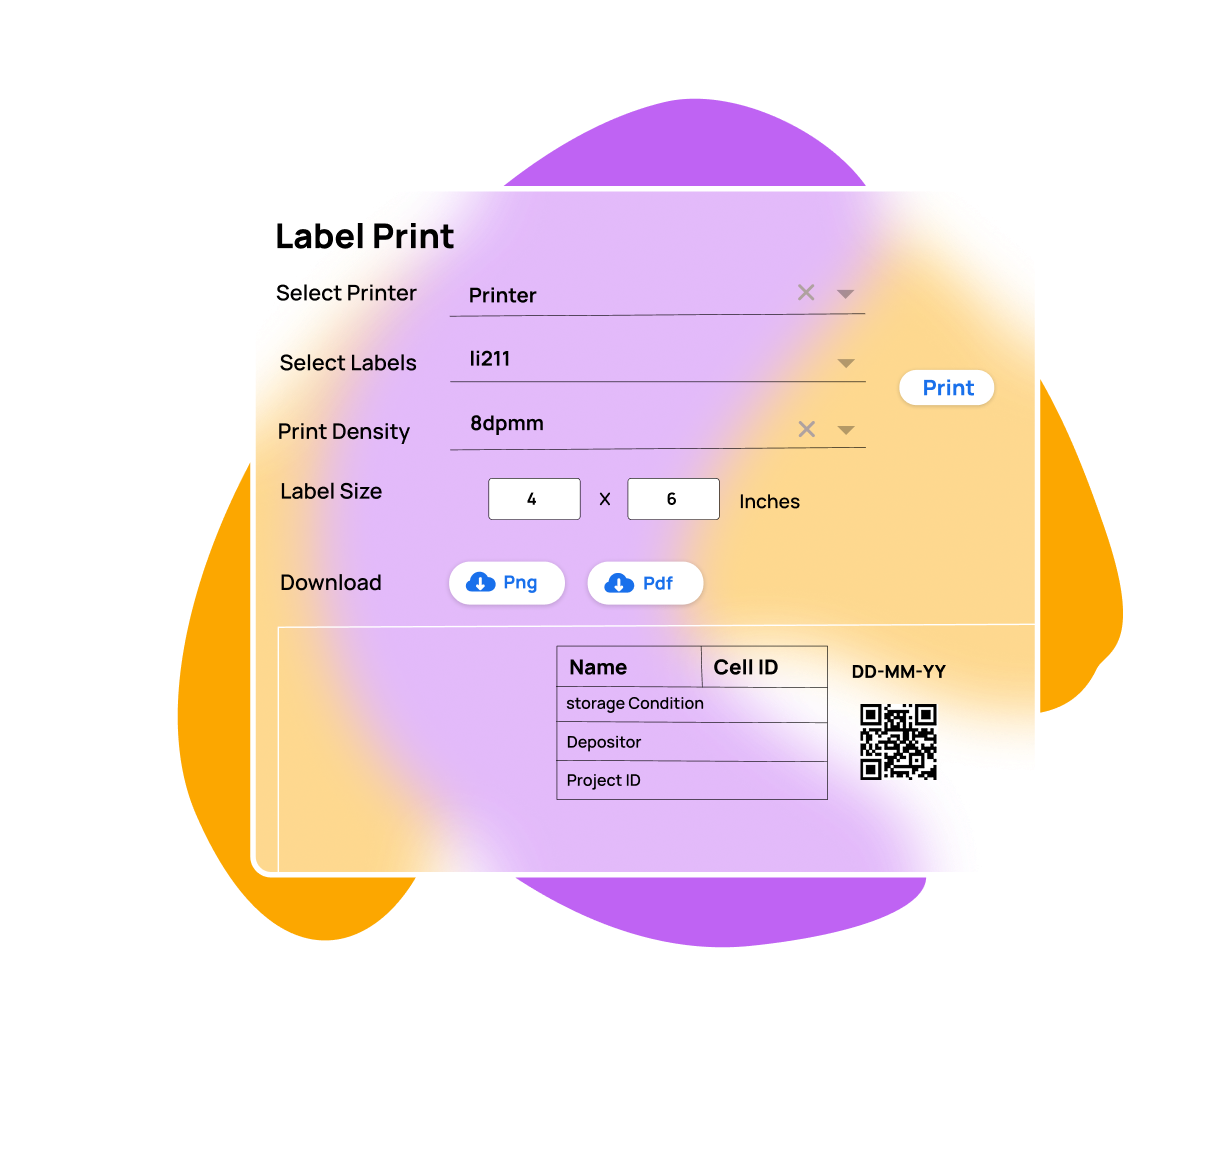 Label Print
Select Printer Printer
Select Labels li211
Print
Print Density 8dpmm
Label Size 4 X 6 Inches
Download Png Pdf
Name Cell ID DD-MM-YY
storage Condition
Depositor
Project ID